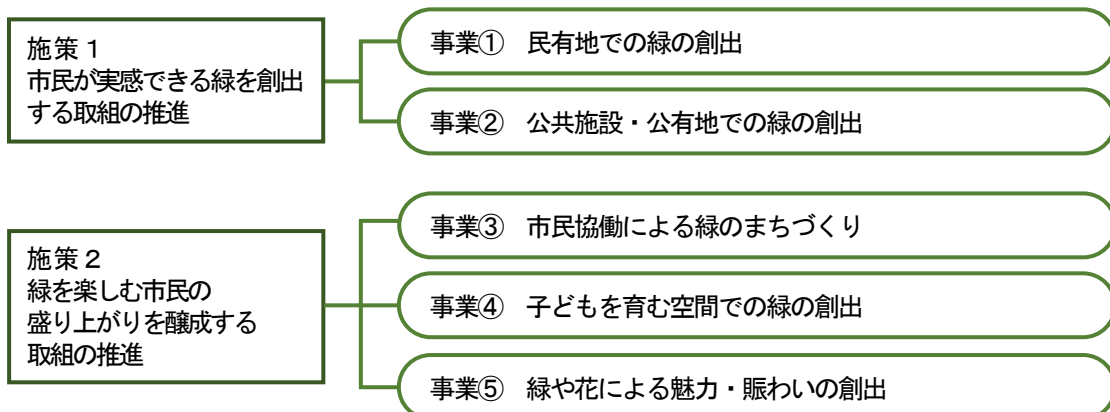 施策1
市民が実感できる緑を創出
する取組の推進
事業① 民有地での緑の創出
事業② 公共施設・公有地での緑の創出
施策2
緑を楽しむ市民の
盛り上がりを醸成する
取組の推進
事業③ 市民協働による緑のまちづくり
事業④ 子どもを育む空間での緑の創出
事業⑤ 緑や花による魅力・賑わいの創出